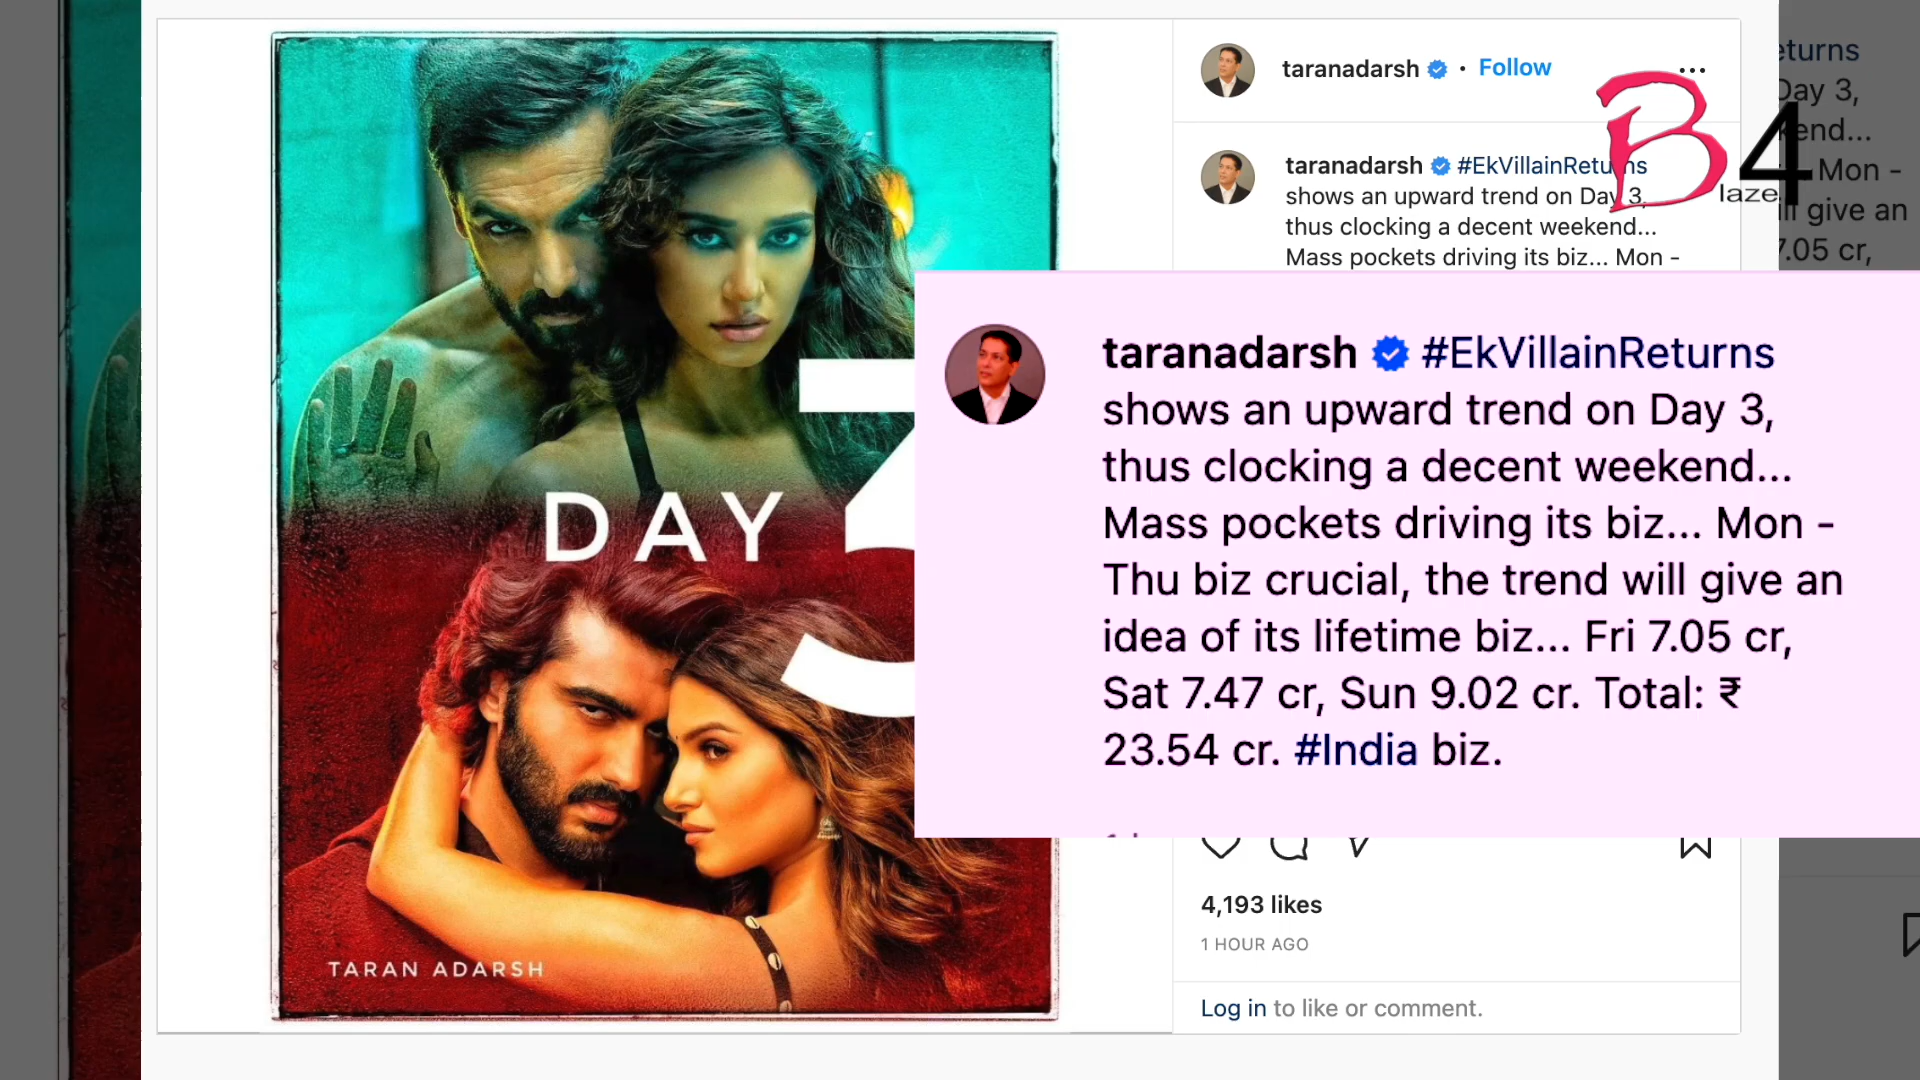 taranadarsh • Follow
taranadarsh #EkVillainReturns
shows an upward trend on Day 3,
thus clocking a decent weekend...
Mass pockets driving its biz... Mon -
B4
laze
eturns
Day 3,
kend...
Mon -
ll give an
7.05 cr,
DAY 3
TARAN ADARSH
taranadarsh #EkVillainReturns
shows an upward trend on Day 3,
thus clocking a decent weekend...
Mass pockets driving its biz... Mon -
Thu biz crucial, the trend will give an
idea of its lifetime biz... Fri 7.05 cr,
Sat 7.47 cr, Sun 9.02 cr. Total: ₹
23.54 cr. #India biz.
4,193 likes
1 HOUR AGO
Log in to like or comment.